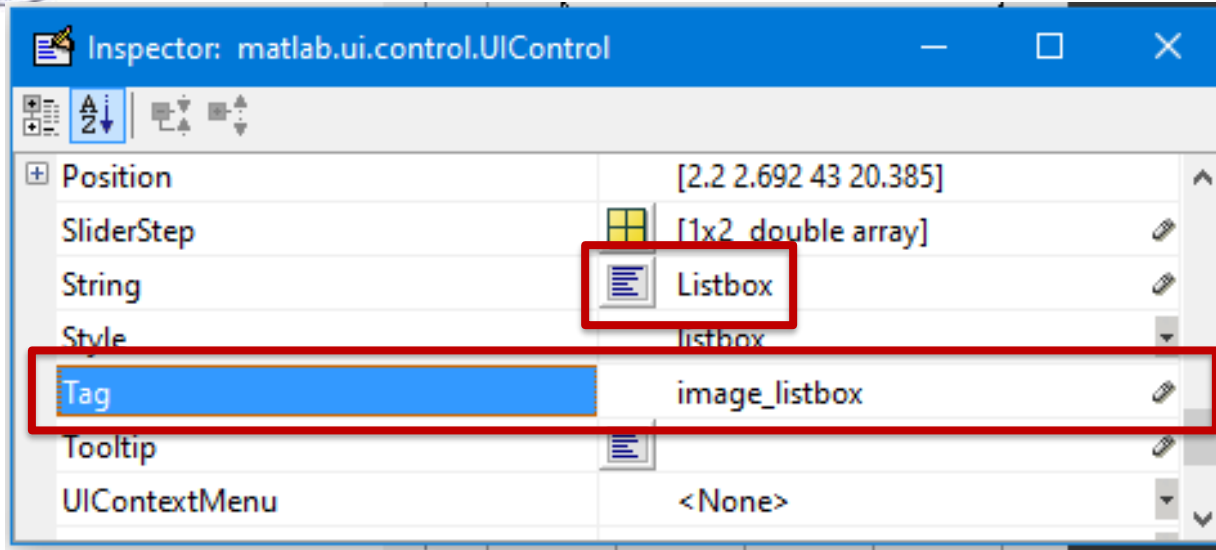 Inspector: matlab.ui.control.UIControl
Position [2.2 2.692 43 20.385]
SliderStep [1x2 double array]
String Listbox
Style listbox
Tag image_listbox
Tooltip
UIContextMenu <None>